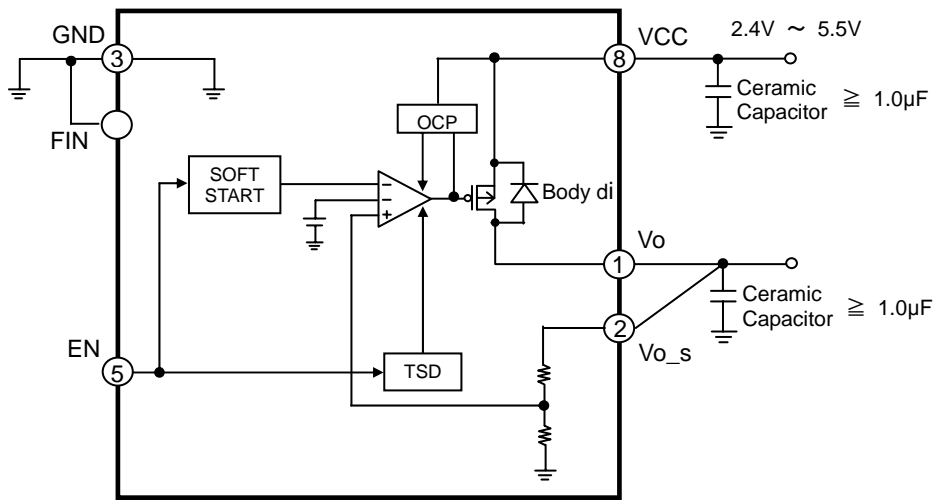 GND
3
FIN
VCC
8
2.4V ～ 5.5V
Ceramic
Capacitor ≧ 1.0µF
OCP
SOFT
START
−
−
+
Body di
Vo
1
Ceramic
Capacitor ≧ 1.0µF
2
Vo_s
EN
5
TSD